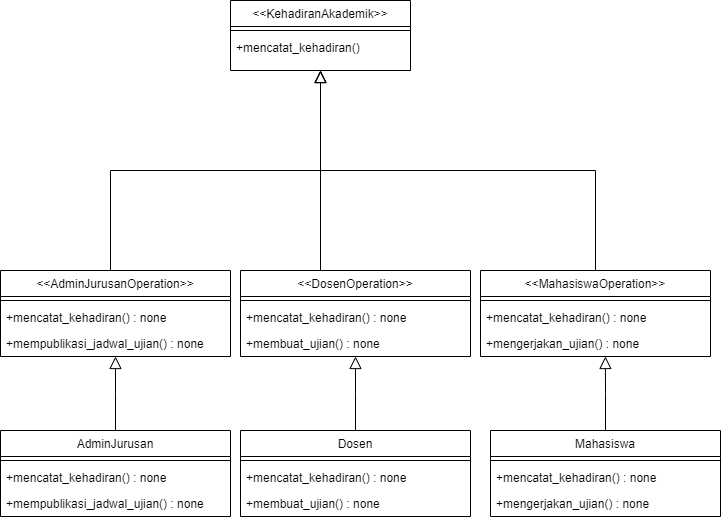 <<KehadiranAkademik>>
+mencatat_kehadiran()
<<AdminJurusanOperation>>
+mencatat_kehadiran() : none
+mempublikasi_jadwal_ujian() : none
<<DosenOperation>>
+mencatat_kehadiran() : none
+membuat_ujian() : none
<<MahasiswaOperation>>
+mencatat_kehadiran() : none
+mengerjakan_ujian() : none
AdminJurusan
+mencatat_kehadiran() : none
+mempublikasi_jadwal_ujian() : none
Dosen
+mencatat_kehadiran() : none
+membuat_ujian() : none
Mahasiswa
+mencatat_kehadiran() : none
+mengerjakan_ujian() : none